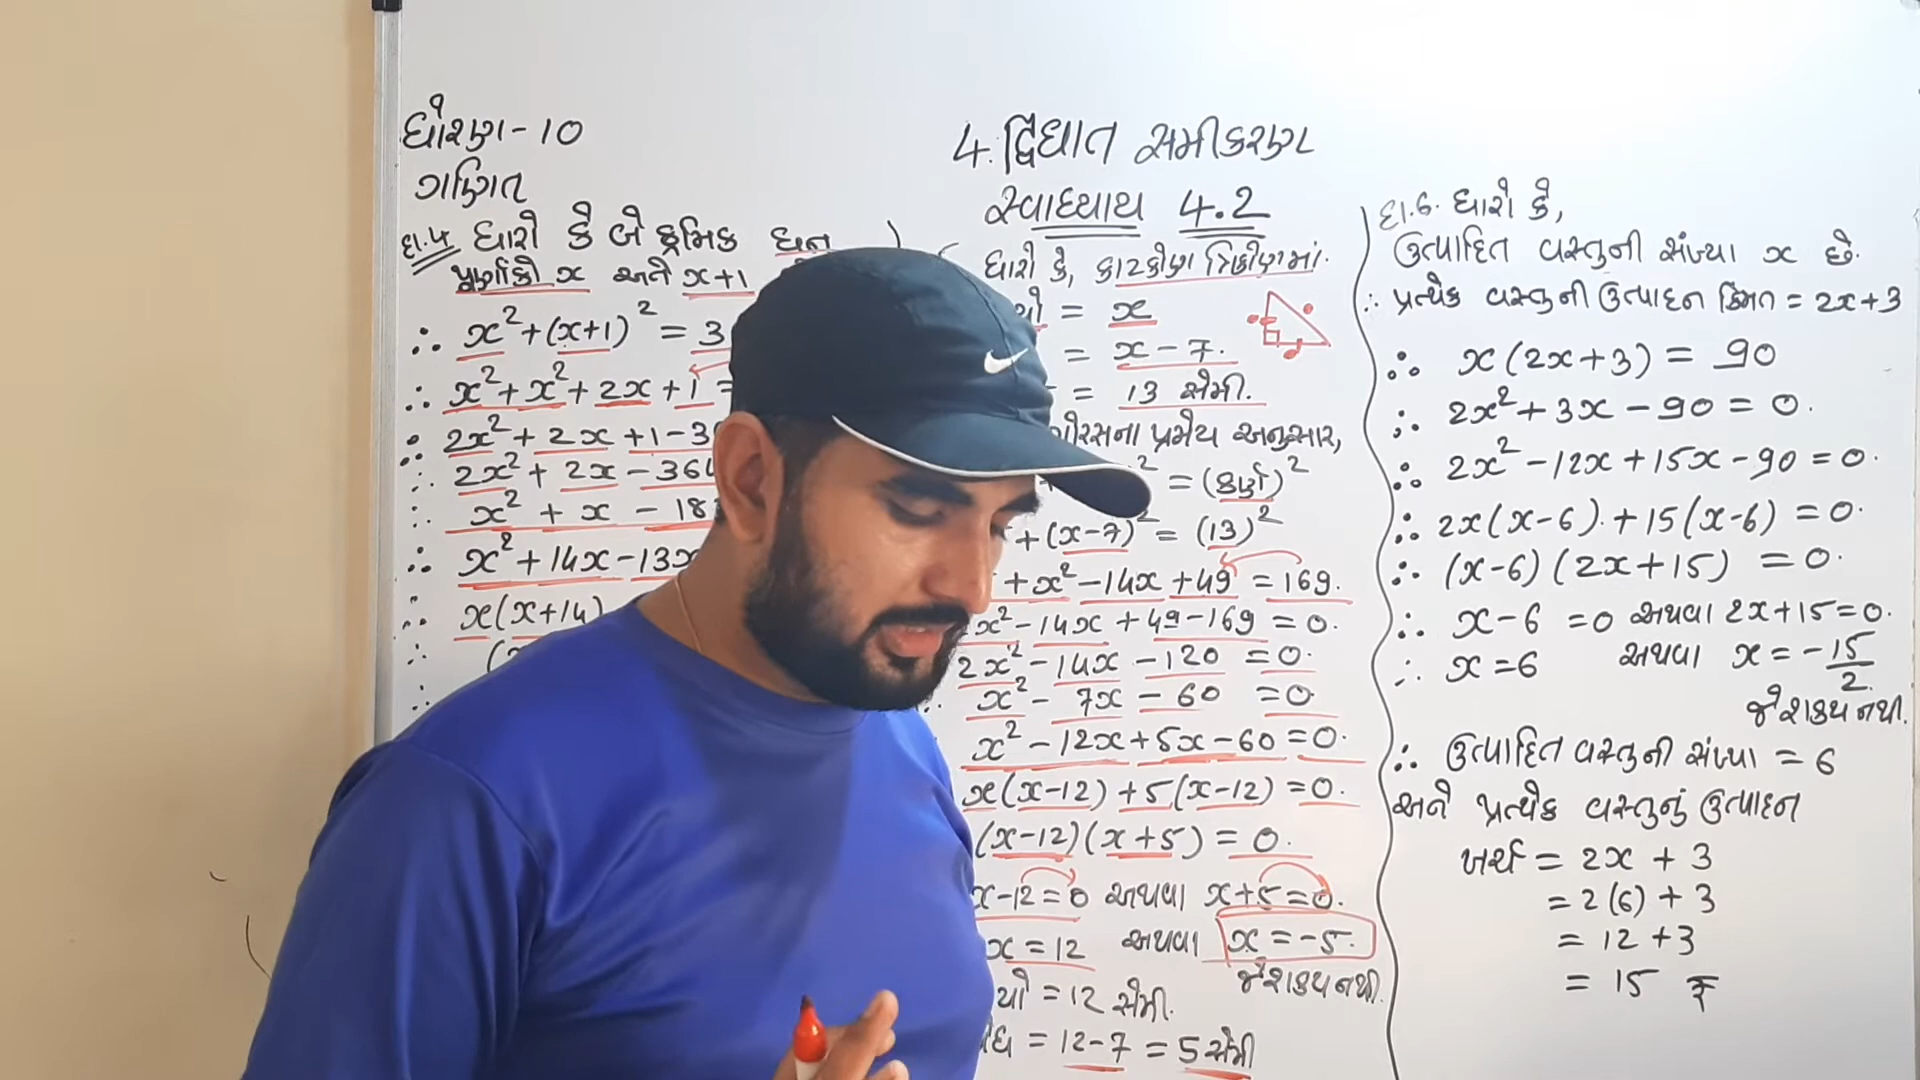 ધોરણ-10
ગણિત
4. દ્વિઘાત સમીકરણ
સ્વાધ્યાય 4.2
દા.4 ધારો કે બે ક્રમિક ધન
પૂર્ણાંકો x અને x+1
∴ x² + (x+1)² = 3
∴ x² + x² + 2x + 1 =
∴ 2x² + 2x + 1 - 3
∴ 2x² + 2x - 364
∴ x² + x - 18
∴ x² + 14x - 13x
∴ x(x+14)
∴ (
∴
ધારો કે, કાટકોણ ત્રિકોણમાં.
= x
= x - 7.
= 13 સેમી.
ગોરસના પ્રમેય અનુસાર,
² = (કર્ણ)²
+ (x-7)² = (13)²
+ x² - 14x + 49 = 169.
x² - 14x + 49 - 169 = 0.
2x² - 14x - 120 = 0.
x² - 7x - 60 = 0
x² - 12x + 5x - 60 = 0.
x(x-12) + 5(x-12) = 0.
(x-12)(x+5) = 0.
x-12 = 0 અથવા x+5 = 0.
x = 12 અથવા x = -5.
જે શક્ય નથી.
યો = 12 સેમી.
વેધ = 12-7 = 5 સેમી
દા.6. ધારો કે,
ઉત્પાદિત વસ્તુની સંખ્યા x છે.
∴ પ્રત્યેક વસ્તુની ઉત્પાદન કિંમત = 2x+3
∴ x(2x+3) = 90
∴ 2x² + 3x - 90 = 0.
∴ 2x² - 12x + 15x - 90 = 0.
∴ 2x(x-6) + 15(x-6) = 0.
∴ (x-6)(2x+15) = 0.
∴ x-6 = 0 અથવા 2x+15 = 0.
∴ x = 6 અથવા x = -15/2.
જે શક્ય નથી.
∴ ઉત્પાદિત વસ્તુની સંખ્યા = 6
અને પ્રત્યેક વસ્તુનું ઉત્પાદન
ખર્ચ = 2x + 3
= 2(6) + 3
= 12 + 3
= 15 ₹